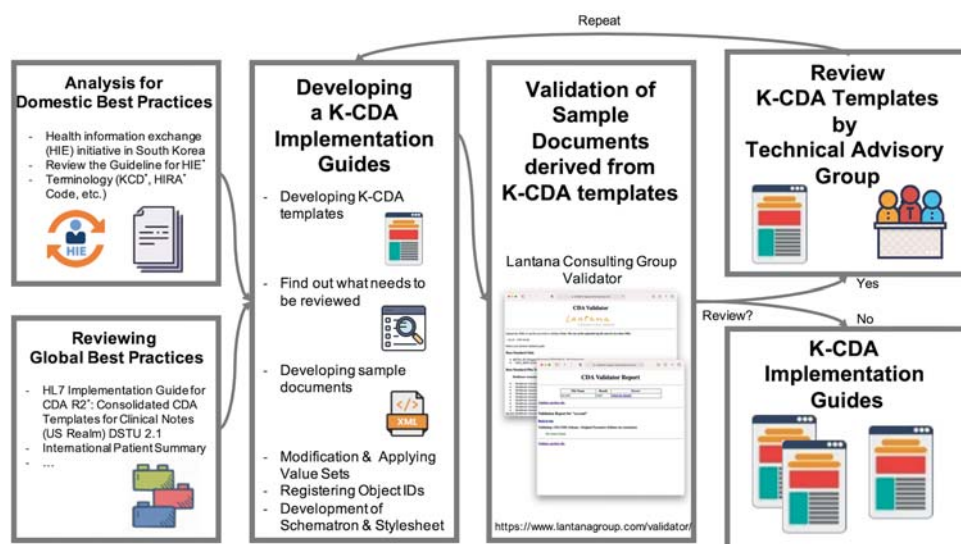 Repeat
Analysis for
Domestic Best Practices
- Health information exchange
(HIE) initiative in South Korea
- Review the Guideline for HIE*
- Terminology (KCD*, HIRA*
Code, etc.)
HIE
Reviewing
Global Best Practices
- HL7 Implementation Guide for
CDA R2*: Consolidated CDA
Templates for Clinical Notes
(US Realm) DSTU 2.1
- International Patient Summary
- ...
Developing
a K-CDA
Implementation
Guides
- Developing K-CDA
templates
- Find out what needs to
be reviewed
- Developing sample
documents
</>
XML
- Modification & Applying
Value Sets
- Registering Object IDs
- Development of
Schematron & Stylesheet
Validation of
Sample
Documents
derived from
K-CDA templates
Lantana Consulting Group
Validator
CDA Validator
Lantana
CDA Validator Report
https://www.lantanagroup.com/validator/
Review?
Yes
No
Review
K-CDA Templates
by
Technical Advisory
Group
T
K-CDA
Implementation
Guides